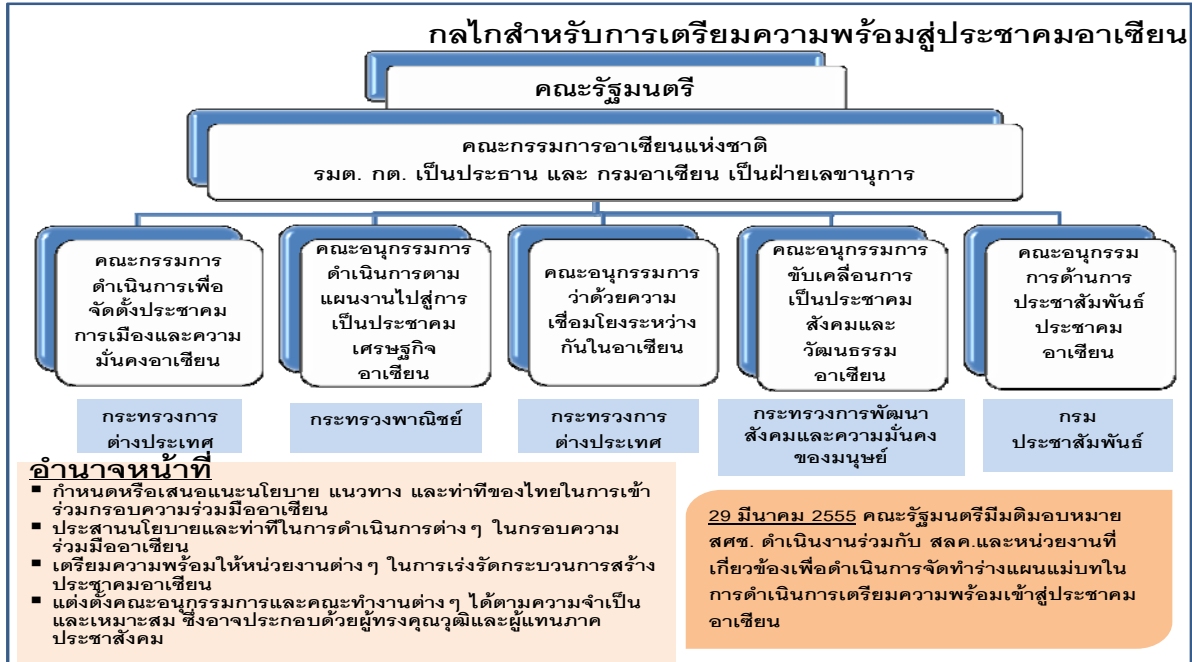 กลไกสำหรับการเตรียมความพร้อมสู่ประชาคมอาเซียน
คณะรัฐมนตรี
คณะกรรมการอาเซียนแห่งชาติ
รมต. กต. เป็นประธาน และ กรมอาเซียน เป็นฝ่ายเลขานุการ
คณะกรรมการ
ดำเนินการเพื่อ
จัดตั้งประชาคม
การเมืองและความ
มั่นคงอาเซียน
คณะอนุกรรมการ
ดำเนินการตาม
แผนงานไปสู่การ
เป็นประชาคม
เศรษฐกิจ
อาเซียน
คณะอนุกรรมการ
ว่าด้วยความ
เชื่อมโยงระหว่าง
กันในอาเซียน
คณะอนุกรรมการ
ขับเคลื่อนการ
เป็นประชาคม
สังคมและ
วัฒนธรรม
อาเซียน
คณะอนุกรรม
การด้านการ
ประชาสัมพันธ์
ประชาคม
อาเซียน
กระทรวงการ
ต่างประเทศ
กระทรวงพาณิชย์
กระทรวงการ
ต่างประเทศ
กระทรวงการพัฒนา
สังคมและความมั่นคง
ของมนุษย์
กรม
ประชาสัมพันธ์
อำนาจหน้าที่
▪ กำหนดหรือเสนอแนะนโยบาย แนวทาง และท่าทีของไทยในการเข้า
ร่วมกรอบความร่วมมืออาเซียน
▪ ประสานนโยบายและท่าทีในการดำเนินการต่างๆ ในกรอบความ
ร่วมมืออาเซียน
▪ เตรียมความพร้อมให้หน่วยงานต่างๆ ในการเร่งรัดกระบวนการสร้าง
ประชาคมอาเซียน
▪ แต่งตั้งคณะอนุกรรมการและคณะทำงานต่างๆ ได้ตามความจำเป็น
และเหมาะสม ซึ่งอาจประกอบด้วยผู้ทรงคุณวุฒิและผู้แทนภาค
ประชาสังคม
29 มีนาคม 2555 คณะรัฐมนตรีมีมติมอบหมาย
สศช. ดำเนินงานร่วมกับ สลค.และหน่วยงานที่
เกี่ยวข้องเพื่อดำเนินการจัดทำร่างแผนแม่บทใน
การดำเนินการเตรียมความพร้อมเข้าสู่ประชาคม
อาเซียน